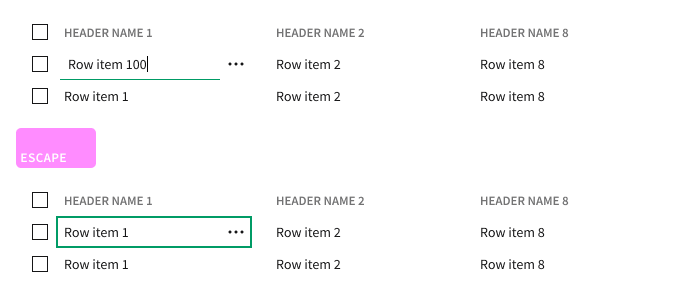 HEADER NAME 1 HEADER NAME 2 HEADER NAME 8
Row item 100 Row item 2 Row item 8
Row item 1 Row item 2 Row item 8
ESCAPE
HEADER NAME 1 HEADER NAME 2 HEADER NAME 8
Row item 1 Row item 2 Row item 8
Row item 1 Row item 2 Row item 8